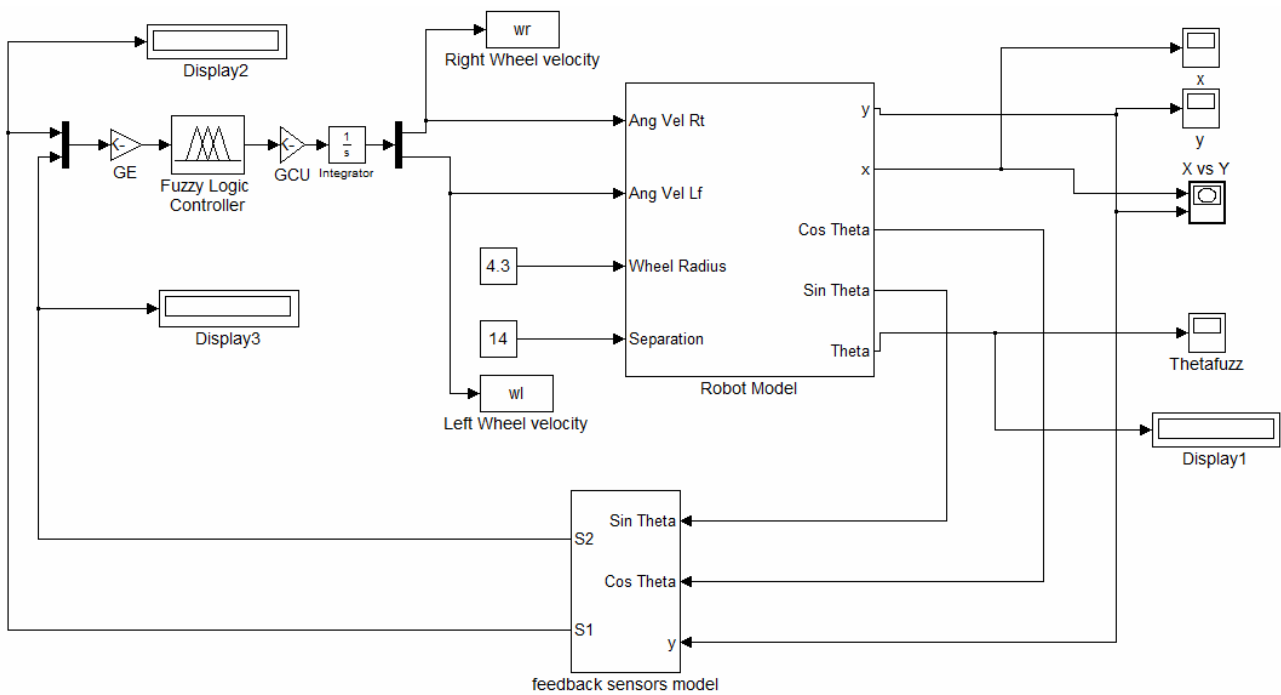 wr
Right Wheel velocity
Display2
x
y
X vs Y
K-
GE
Fuzzy Logic
Controller
K-
GCU
1
s
Integrator
Ang Vel Rt
Ang Vel Lf
Wheel Radius
Separation
y
x
Cos Theta
Sin Theta
Theta
Robot Model
4.3
14
wl
Left Wheel velocity
Display3
Thetafuzz
Display1
Sin Theta
Cos Theta
y
S2
S1
feedback sensors model